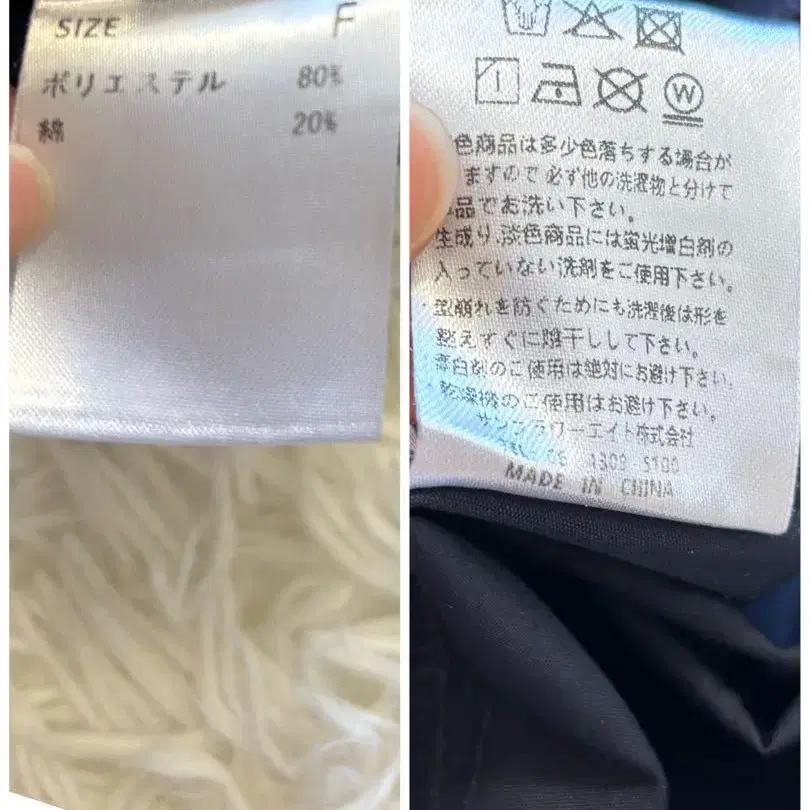 SIZE F
ポリエステル 80%
綿 20%
W
色商品は多少色落ちする場合が
ますので必ず他の洗濯物と分けて
品でお洗い下さい。
生成り、淡色商品には蛍光増白剤の
入っていない洗剤をご使用下さい。
・型崩れを防ぐためにも洗濯後は形を
整えすぐに陰干しして下さい。
漂白剤のご使用は絶対にお避け下さい。
・乾燥機のご使用はお避け下さい。
サンフラワーエイト株式会社
MADE IN CHINA